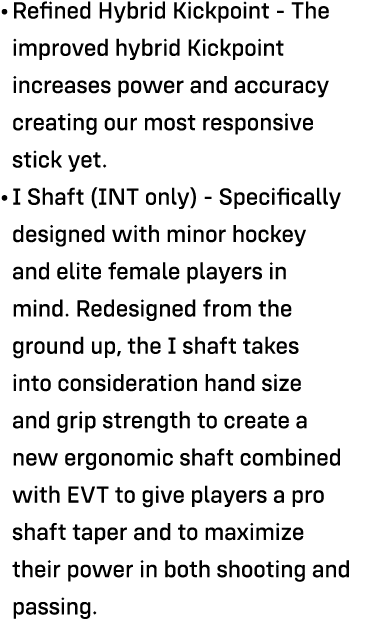 • Refined Hybrid Kickpoint - The
improved hybrid Kickpoint
increases power and accuracy
creating our most responsive
stick yet.
• I Shaft (INT only) - Specifically
designed with minor hockey
and elite female players in
mind. Redesigned from the
ground up, the I shaft takes
into consideration hand size
and grip strength to create a
new ergonomic shaft combined
with EVT to give players a pro
shaft taper and to maximize
their power in both shooting and
passing.